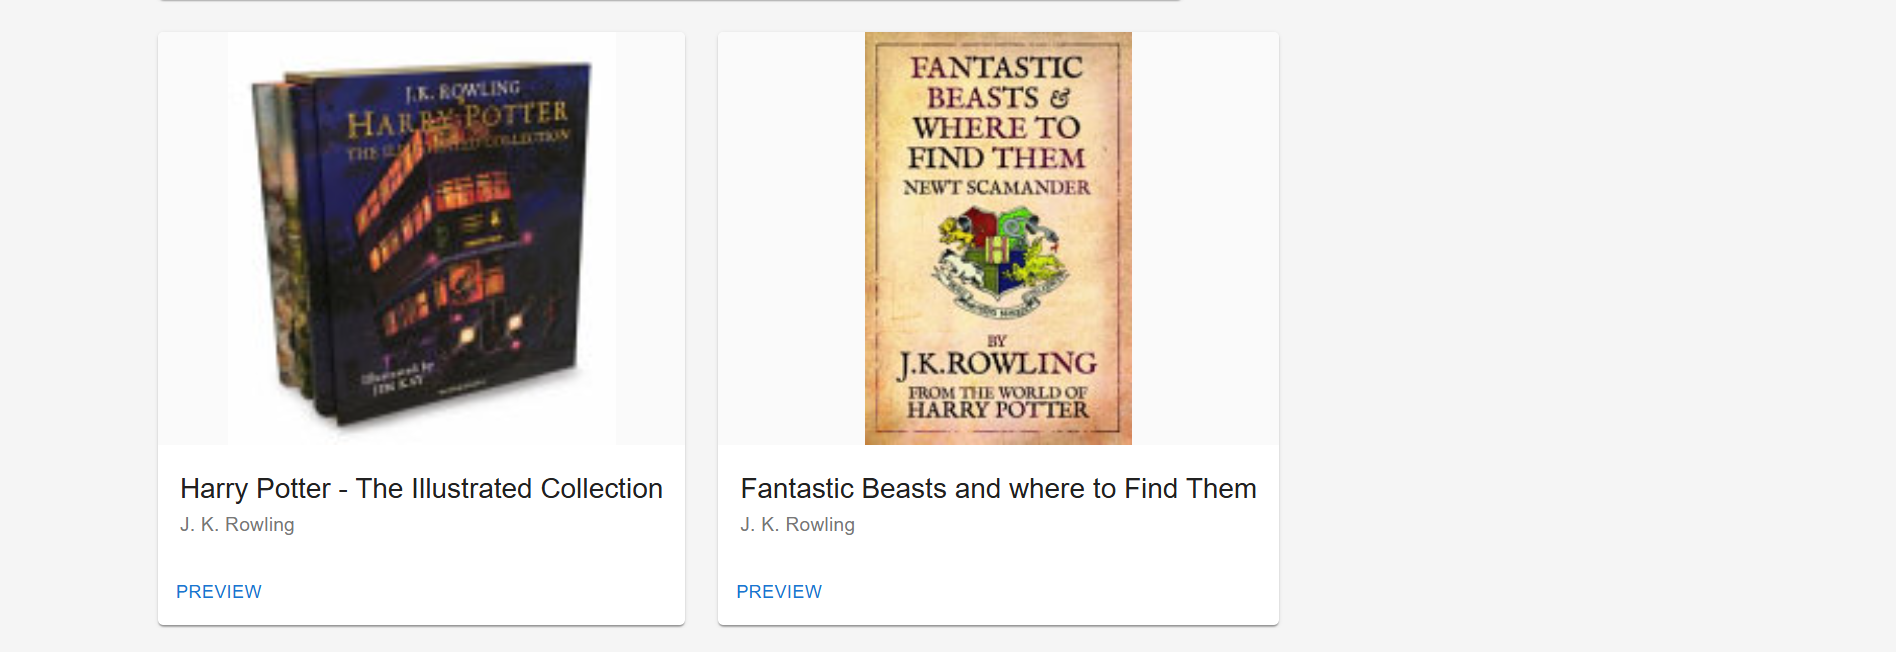 J.K. ROWLING
HARRY POTTER
THE ILLUSTRATED COLLECTION
Illustrated by
JIM KAY
FANTASTIC
BEASTS &
WHERE TO
FIND THEM
NEWT SCAMANDER
H
BY
J.K.ROWLING
FROM THE WORLD OF
HARRY POTTER
Harry Potter - The Illustrated Collection
J. K. Rowling
PREVIEW
Fantastic Beasts and where to Find Them
J. K. Rowling
PREVIEW